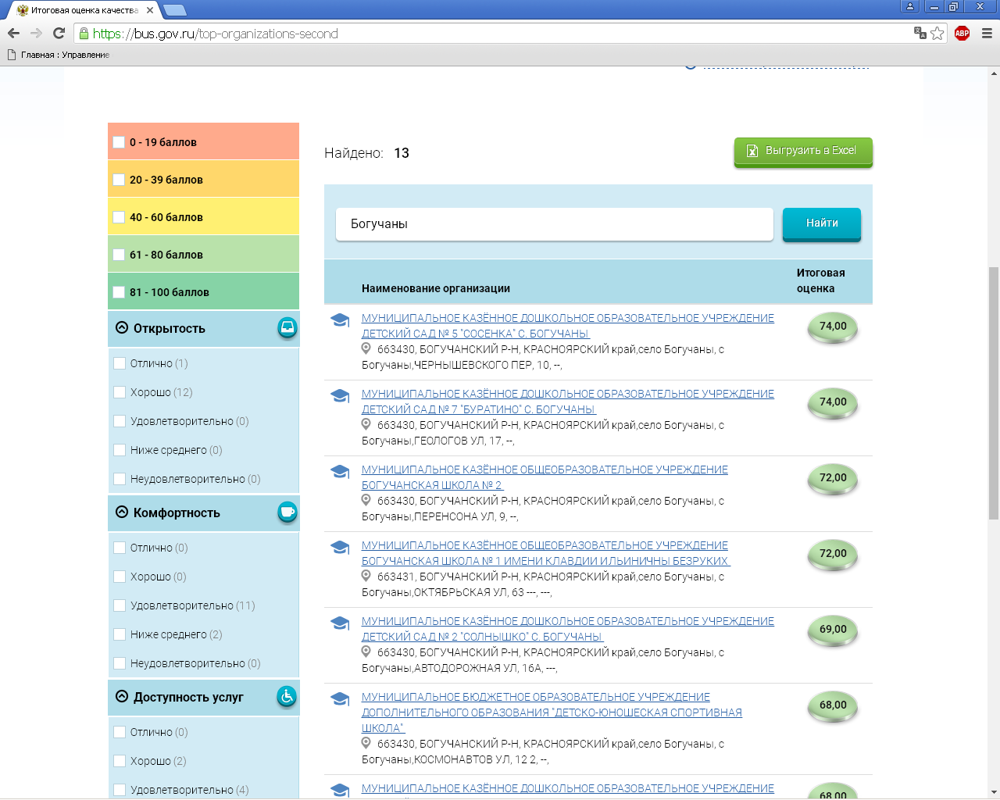 Итоговая оценка качества
https://bus.gov.ru/top-organizations-second
ABP
Главная : Управление
0 - 19 баллов
20 - 39 баллов
40 - 60 баллов
61 - 80 баллов
81 - 100 баллов
Открытость
Отлично (1)
Хорошо (12)
Удовлетворительно (0)
Ниже среднего (0)
Неудовлетворительно (0)
Комфортность
Отлично (0)
Хорошо (0)
Удовлетворительно (11)
Ниже среднего (2)
Неудовлетворительно (0)
Доступность услуг
Отлично (0)
Хорошо (2)
Удовлетворительно (4)
Найдено: 13
Выгрузить в Excel
Богучаны
Найти
Наименование организации
Итоговая
оценка
МУНИЦИПАЛЬНОЕ КАЗЁННОЕ ДОШКОЛЬНОЕ ОБРАЗОВАТЕЛЬНОЕ УЧРЕЖДЕНИЕ
ДЕТСКИЙ САД № 5 "СОСЕНКА" С. БОГУЧАНЫ
663430, БОГУЧАНСКИЙ Р-Н, КРАСНОЯРСКИЙ край,село Богучаны, с
Богучаны,ЧЕРНЫШЕВСКОГО ПЕР, 10, --,
74,00
МУНИЦИПАЛЬНОЕ КАЗЁННОЕ ДОШКОЛЬНОЕ ОБРАЗОВАТЕЛЬНОЕ УЧРЕЖДЕНИЕ
ДЕТСКИЙ САД № 7 "БУРАТИНО" С. БОГУЧАНЫ
663430, БОГУЧАНСКИЙ Р-Н, КРАСНОЯРСКИЙ край,село Богучаны, с
Богучаны,ГЕОЛОГОВ УЛ, 17, --,
74,00
МУНИЦИПАЛЬНОЕ КАЗЁННОЕ ОБЩЕОБРАЗОВАТЕЛЬНОЕ УЧРЕЖДЕНИЕ
БОГУЧАНСКАЯ ШКОЛА № 2
663430, БОГУЧАНСКИЙ Р-Н, КРАСНОЯРСКИЙ край,село Богучаны, с
Богучаны,ПЕРЕНСОНА УЛ, 9, --,
72,00
МУНИЦИПАЛЬНОЕ КАЗЁННОЕ ОБЩЕОБРАЗОВАТЕЛЬНОЕ УЧРЕЖДЕНИЕ
БОГУЧАНСКАЯ ШКОЛА № 1 ИМЕНИ КЛАВДИИ ИЛЬИНИЧНЫ БЕЗРУКИХ
663431, БОГУЧАНСКИЙ Р-Н, КРАСНОЯРСКИЙ край,село Богучаны, с
Богучаны,ОКТЯБРЬСКАЯ УЛ, 63 ---, ---,
72,00
МУНИЦИПАЛЬНОЕ КАЗЁННОЕ ДОШКОЛЬНОЕ ОБРАЗОВАТЕЛЬНОЕ УЧРЕЖДЕНИЕ
ДЕТСКИЙ САД № 2 "СОЛНЫШКО" С. БОГУЧАНЫ
663430, БОГУЧАНСКИЙ Р-Н, КРАСНОЯРСКИЙ край,село Богучаны, с
Богучаны,АВТОДОРОЖНАЯ УЛ, 16А, ---,
69,00
МУНИЦИПАЛЬНОЕ БЮДЖЕТНОЕ ОБРАЗОВАТЕЛЬНОЕ УЧРЕЖДЕНИЕ
ДОПОЛНИТЕЛЬНОГО ОБРАЗОВАНИЯ "ДЕТСКО-ЮНОШЕСКАЯ СПОРТИВНАЯ
ШКОЛА"
663430, БОГУЧАНСКИЙ Р-Н, КРАСНОЯРСКИЙ край,село Богучаны, с
Богучаны,КОСМОНАВТОВ УЛ, 12 2, --,
68,00
МУНИЦИПАЛЬНОЕ КАЗЁННОЕ ДОШКОЛЬНОЕ ОБРАЗОВАТЕЛЬНОЕ УЧРЕЖДЕНИЕ
68,00